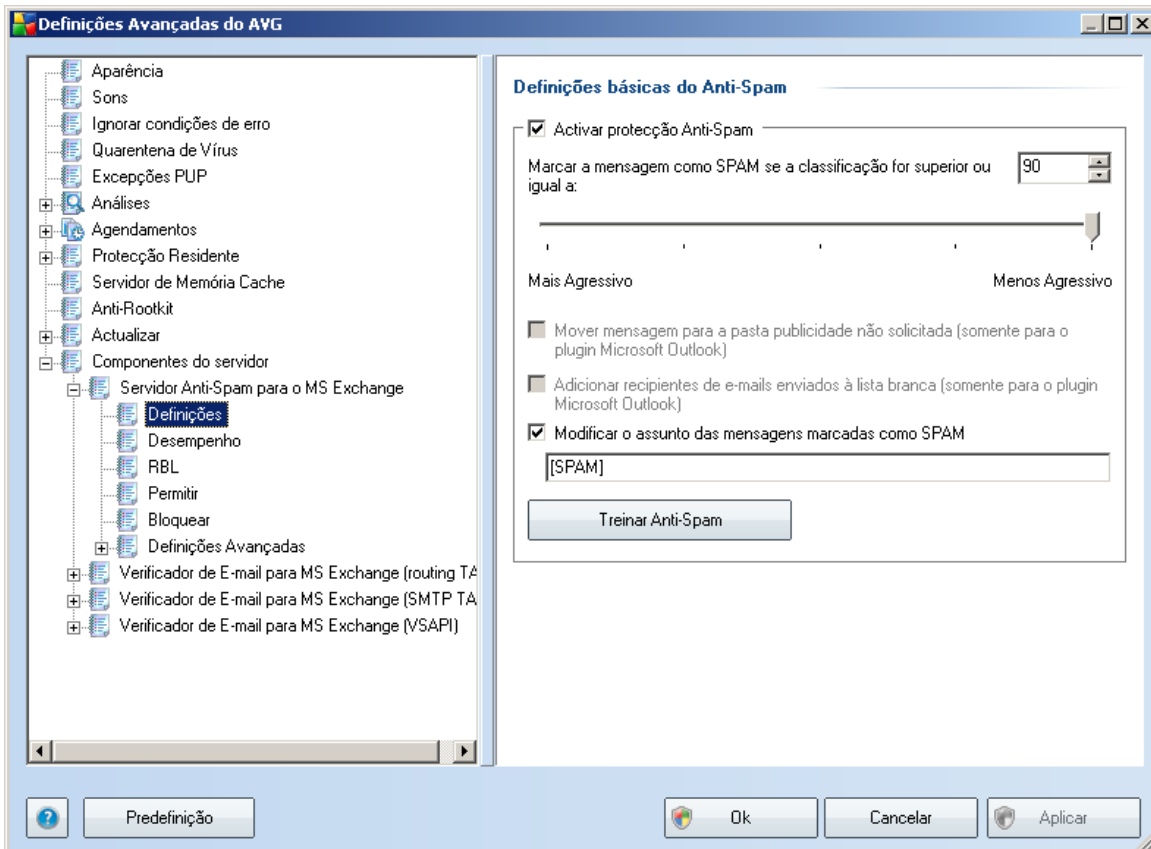 Definições Avançadas do AVG
Aparência
Sons
Ignorar condições de erro
Quarentena de Vírus
Excepções PUP
Análises
Agendamentos
Protecção Residente
Servidor de Memória Cache
Anti-Rootkit
Actualizar
Componentes do servidor
Servidor Anti-Spam para o MS Exchange
Definições
Desempenho
RBL
Permitir
Bloquear
Definições Avançadas
Verificador de E-mail para MS Exchange (routing TA
Verificador de E-mail para MS Exchange (SMTP TA
Verificador de E-mail para MS Exchange (VSAPI)
Definições básicas do Anti-Spam
Activar protecção Anti-Spam
Marcar a mensagem como SPAM se a classificação for superior ou
igual a:
90
Mais Agressivo
Menos Agressivo
Mover mensagem para a pasta publicidade não solicitada (somente para o
plugin Microsoft Outlook)
Adicionar recipientes de e-mails enviados à lista branca (somente para o plugin
Microsoft Outlook)
Modificar o assunto das mensagens marcadas como SPAM
[SPAM]
Treinar Anti-Spam
Predefinição
Ok
Cancelar
Aplicar